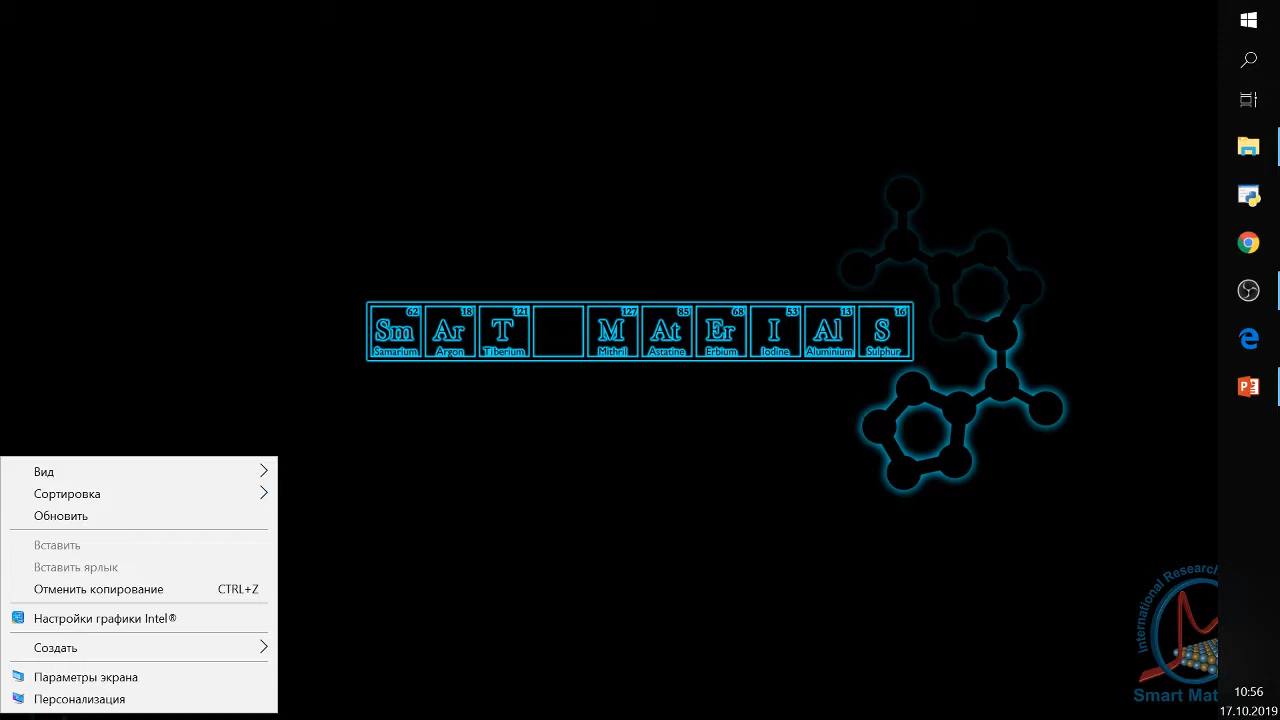 62 18 121 127 85 68 53 13 16
Sm Ar T M At Er I Al S
Samarium Argon Tiberium Mithril Astatine Erbium Iodine Aluminium Sulphur
Вид
Сортировка
Обновить
Вставить
Вставить ярлык
Отменить копирование CTRL+Z
Настройки графики Intel®
Создать
Параметры экрана
Персонализация
International Research
Smart Mat
10:56
17.10.2019